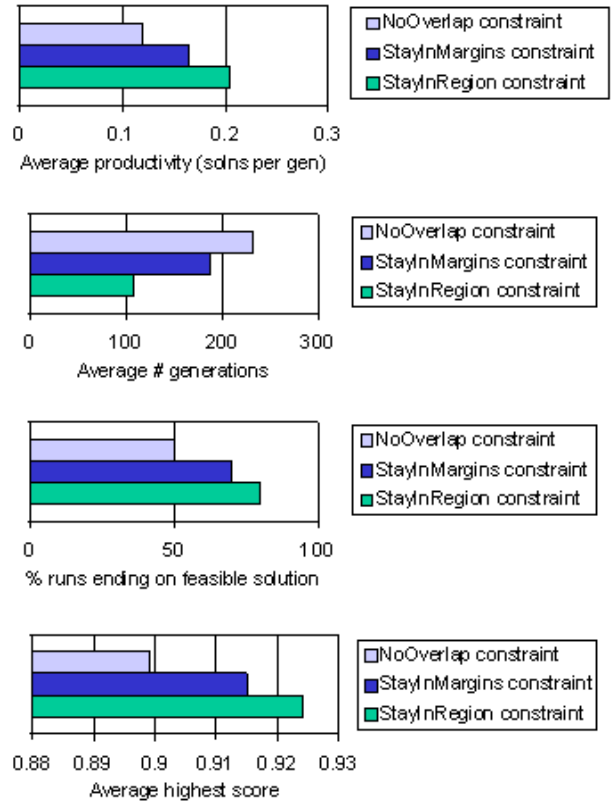 NoOverlap constraint
StayInMargins constraint
StayInRegion constraint
0 0.1 0.2 0.3
Average productivity (solns per gen)
NoOverlap constraint
StayInMargins constraint
StayInRegion constraint
0 100 200 300
Average # generations
NoOverlap constraint
StayInMargins constraint
StayInRegion constraint
0 50 100
% runs ending on feasible solution
NoOverlap constraint
StayInMargins constraint
StayInRegion constraint
0.88 0.89 0.9 0.91 0.92 0.93
Average highest score